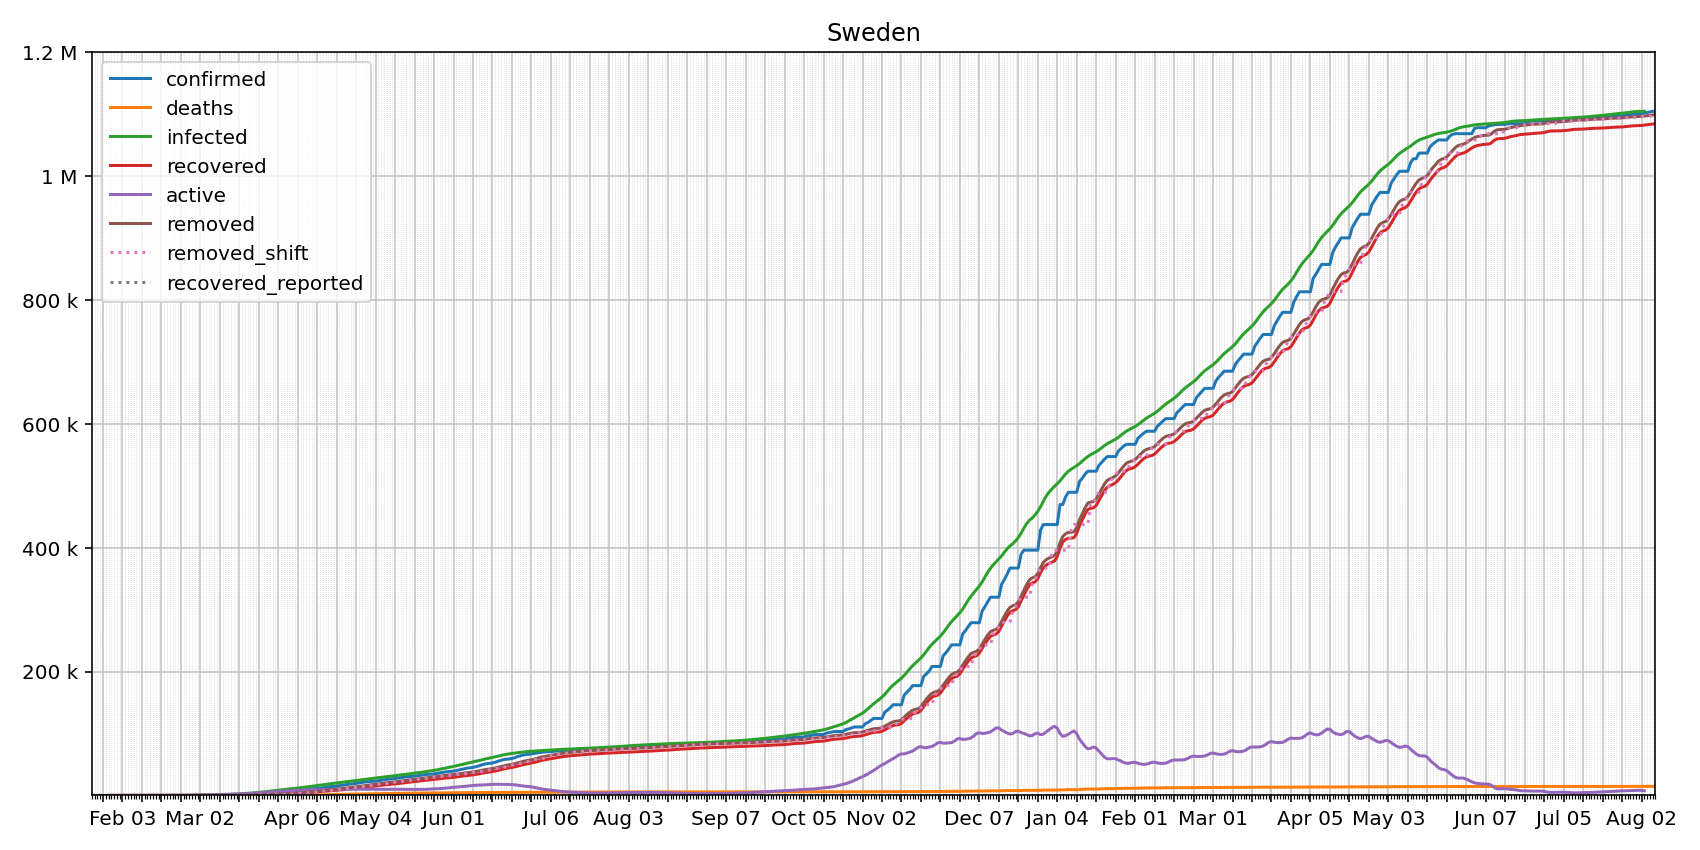 Sweden
1.2 M
1 M
800 k
600 k
400 k
200 k
confirmed
deaths
infected
recovered
active
removed
removed_shift
recovered_reported
Feb 03 Mar 02 Apr 06 May 04 Jun 01 Jul 06 Aug 03 Sep 07 Oct 05 Nov 02 Dec 07 Jan 04 Feb 01 Mar 01 Apr 05 May 03 Jun 07 Jul 05 Aug 02